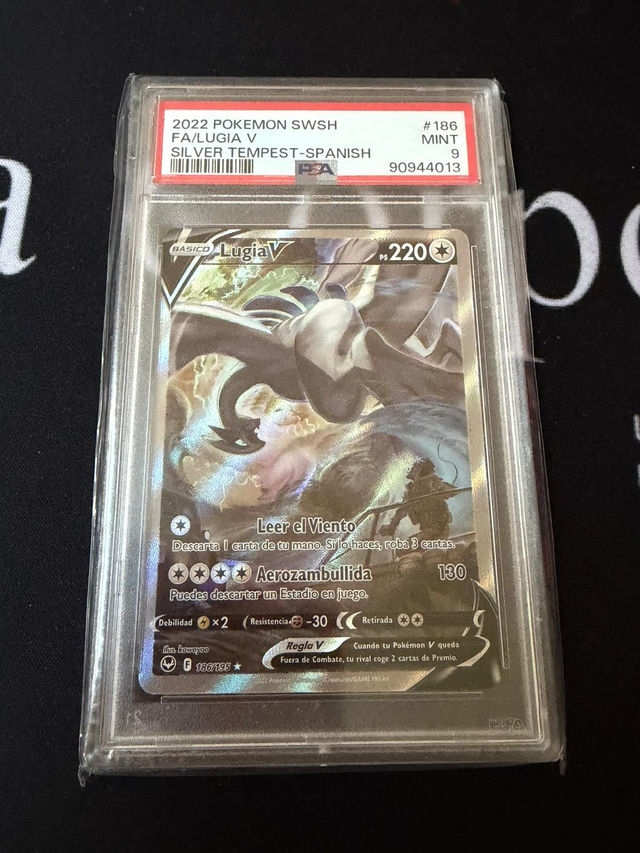 2022 POKEMON SWSH #186
FA/LUGIA V MINT
SILVER TEMPEST-SPANISH 9
PSA 90944013
BÁSICO Lugia V PS 220
Leer el Viento
Descarta 1 carta de tu mano. Si lo haces, roba 3 cartas.
Aerozambullida 130
Puedes descartar un Estadio en juego.
Debilidad ×2 Resistencia -30 Retirada
Ilus. kawayoo
Regla V Cuando tu Pokémon V queda
Fuera de Combate, tu rival coge 2 cartas de Premio.
F 186/195
PSA